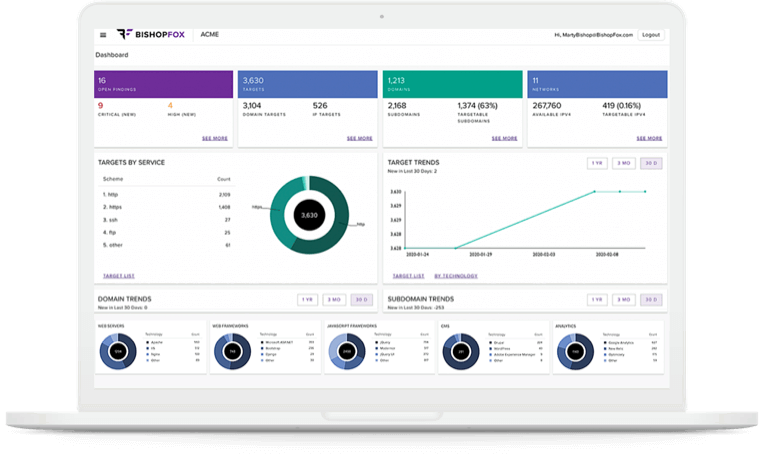 BISHOPFOX
ACME
Hi, MartyBishop@BishopFox.com
Logout
Dashboard
16
OPEN FINDINGS
9
CRITICAL (NEW)
4
HIGH (NEW)
SEE MORE
3,630
TARGETS
3,104
DOMAIN TARGETS
526
IP TARGETS
SEE MORE
1,213
DOMAINS
2,168
SUBDOMAINS
1,374 (63%)
TARGETABLE
SUBDOMAINS
SEE MORE
11
NETWORKS
267,760
AVAILABLE IPV4
419 (0.16%)
TARGETABLE IPV4
SEE MORE
TARGETS BY SERVICE
Scheme Count
1. http 2,109
2. https 1,408
3. ssh 27
4. ftp 25
5. other 61
https
3,630
http
TARGET LIST
TARGET TRENDS
New in Last 30 Days: 2
1 YR 3 MO 30 D
3,630
3,629
3,629
3,628
3,628
2020-01-24 2020-01-29 2020-02-03 2020-02-08
TARGET LIST BY TECHNOLOGY
DOMAIN TRENDS
New in Last 30 Days: 0
1 YR 3 MO 30 D
SUBDOMAIN TRENDS
New in Last 30 Days: -253
1 YR 3 MO 30 D
WEB SERVERS
Technology Count
Apache
IIS
Nginx
Other
WEB FRAMEWORKS
Technology Count
Microsoft ASP.NET
Bootstrap
Django
Other
JAVASCRIPT FRAMEWORKS
Technology Count
jQuery
Modernizr
jQuery UI
Other
CMS
Technology Count
Drupal
WordPress
Adobe Experience Manager
Other
ANALYTICS
Technology Count
Google Analytics
New Relic
Optimizely
Other